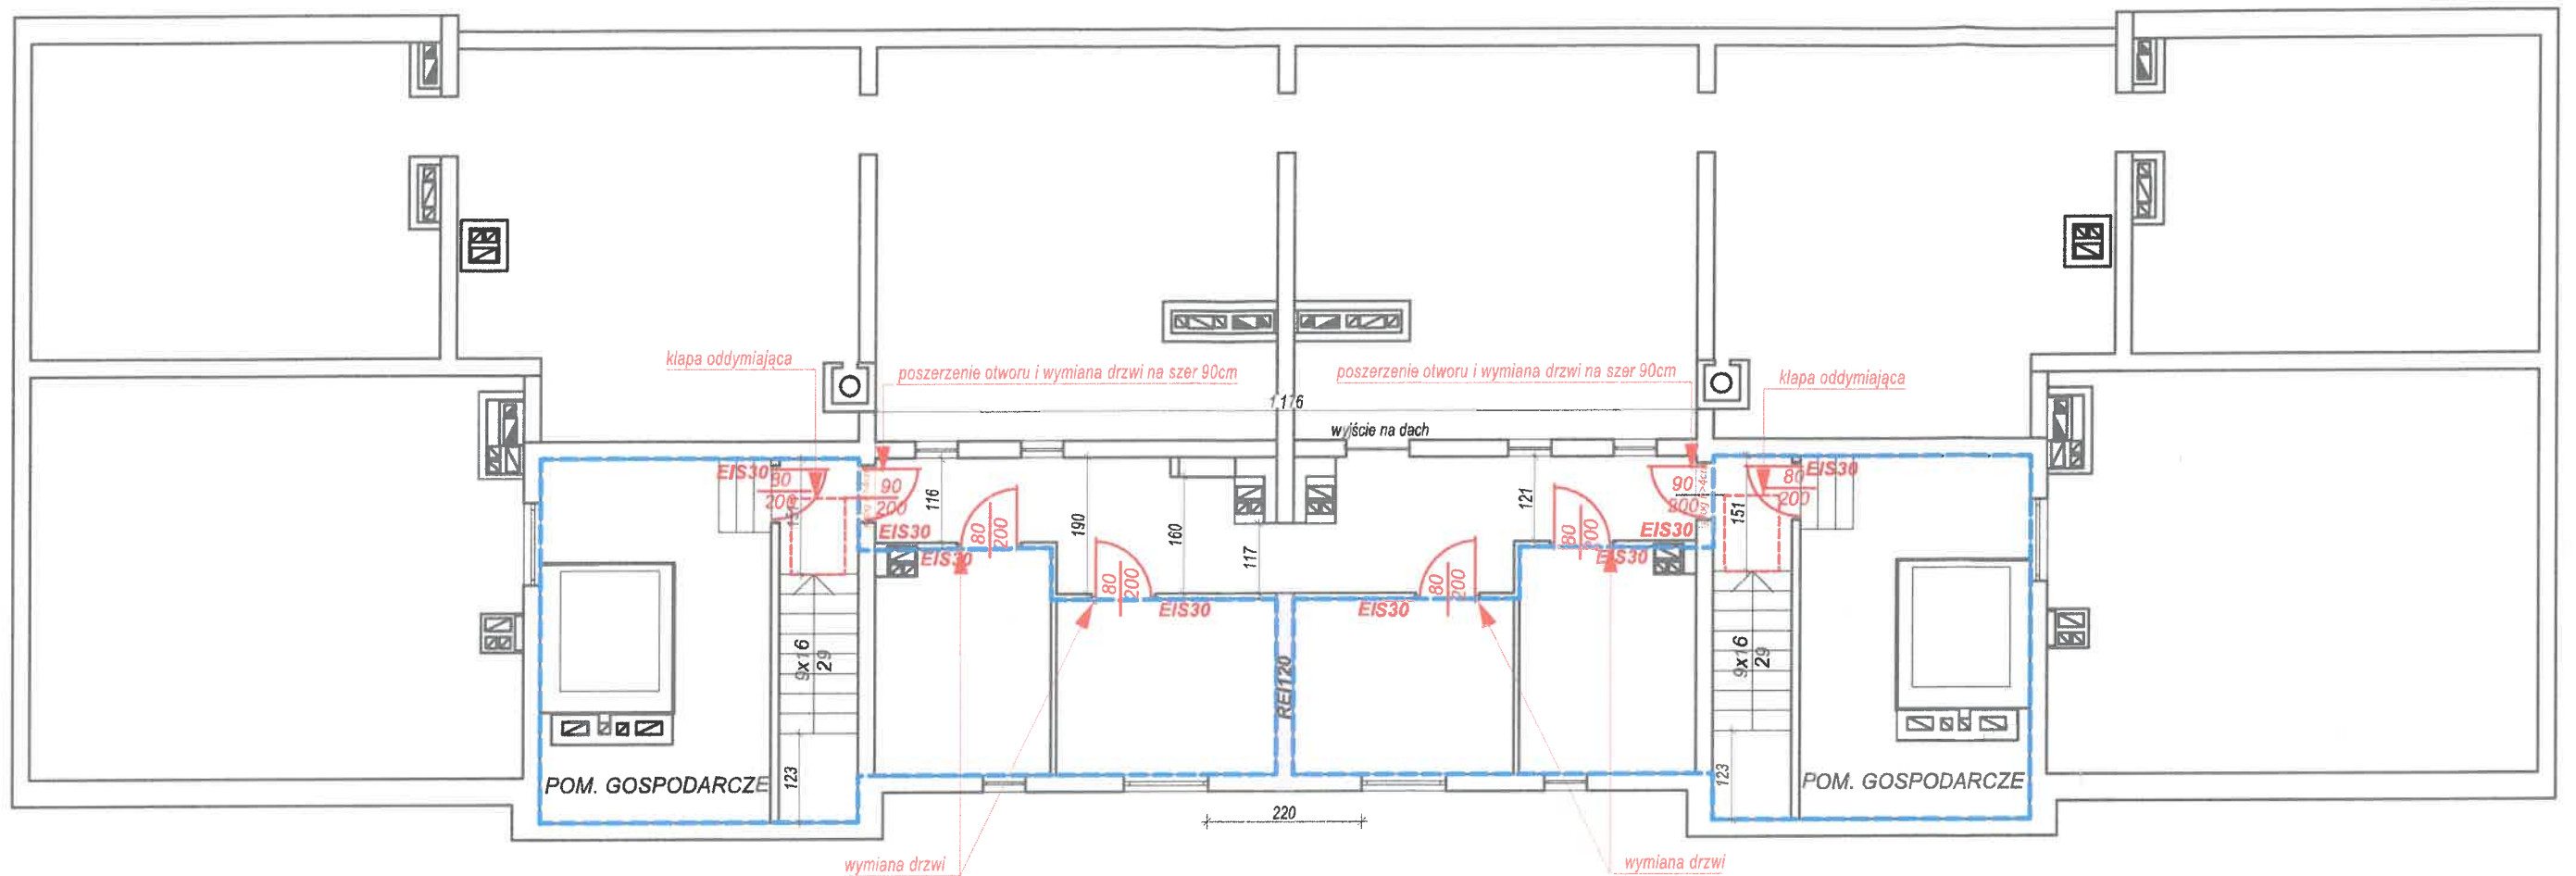 klapa oddymiająca
poszerzenie otworu i wymiana drzwi na szer 90cm
poszerzenie otworu i wymiana drzwi na szer 90cm
klapa oddymiająca
1 176
wyjście na dach
EIS30
80
200
151
90
200
EIS30
116
80
200
EIS30
190
80
200
EIS30
160
117
121
80
200
EIS30
90
200
EIS30
80
200
EIS30
151
80
200
EIS30
9x16
29
REI120
9x16
29
123
POM. GOSPODARCZE
123
POM. GOSPODARCZE
220
wymiana drzwi
wymiana drzwi